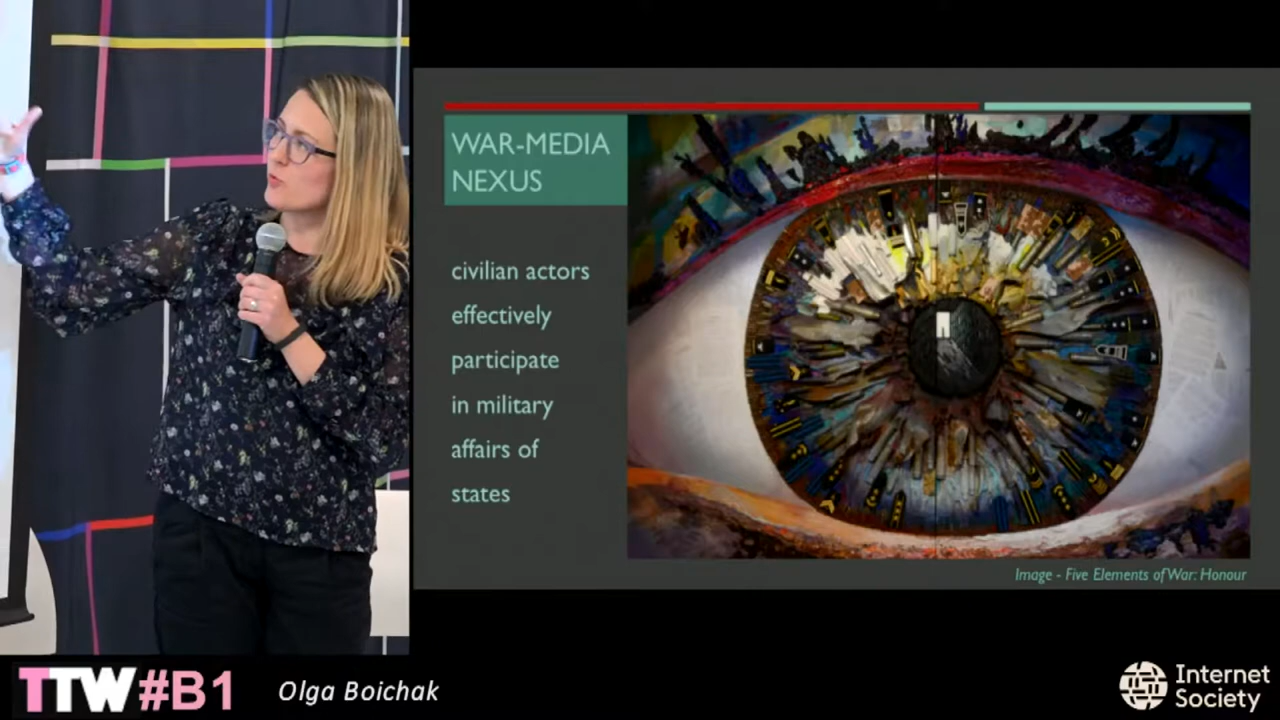 WAR-MEDIA
NEXUS
civilian actors
effectively
participate
in military
affairs of
states
Image - Five Elements of War: Honour
TTW#B1
Olga Boichak
Internet
Society